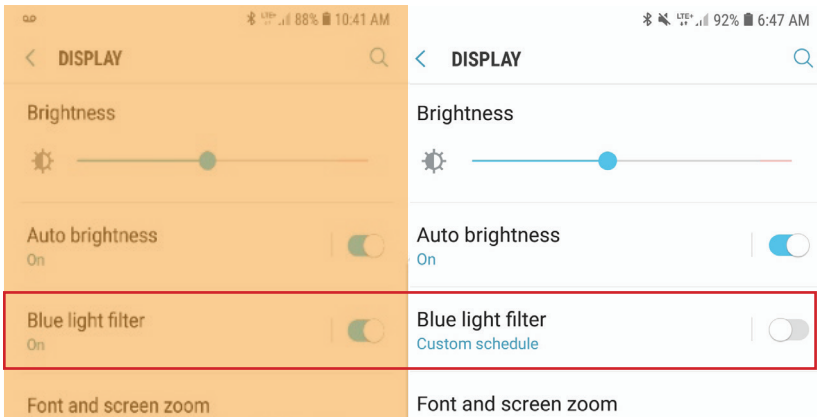 88% 10:41 AM
DISPLAY
Brightness
Auto brightness
On
Blue light filter
On
Font and screen zoom
LTE+ 92% 6:47 AM
DISPLAY
Brightness
Auto brightness
On
Blue light filter
Custom schedule
Font and screen zoom